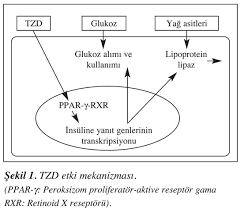 TZD Glukoz Yağ asitleri
Glukoz alımı ve
kullanımı
Lipoprotein
lipaz
PPAR-γ-RXR
İnsüline yanıt genlerinin
transkripsiyonu
Şekil 1. TZD etki mekanizması.
(PPAR-γ: Peroksizom proliferatör-aktive reseptör gama
RXR: Retinoid X reseptörü).